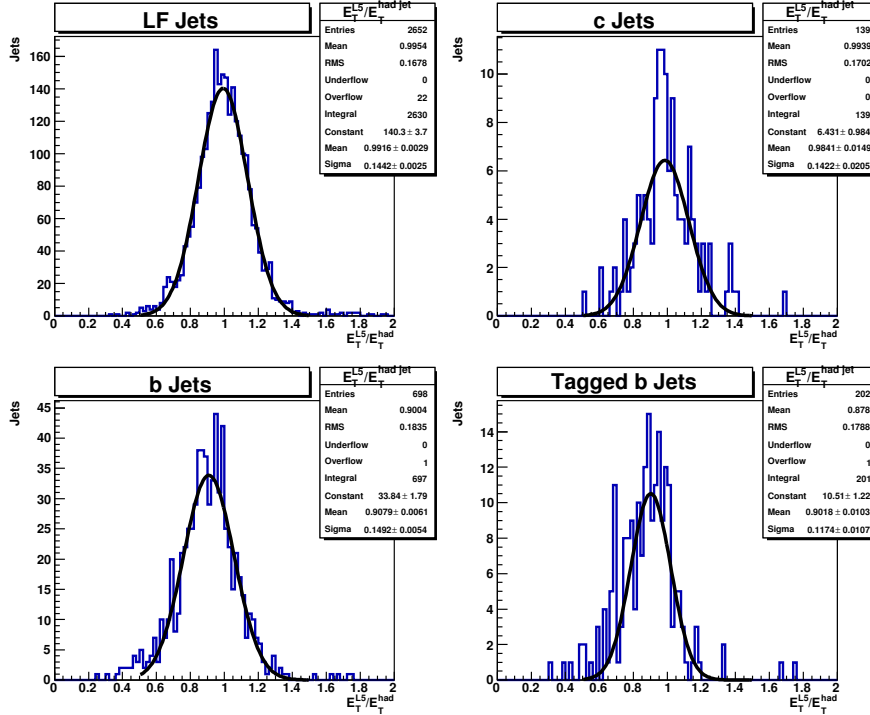 LF Jets
E_T^L5/E_T^had jet
Entries 2652
Mean 0.9954
RMS 0.1678
Underflow 0
Overflow 22
Integral 2630
Constant 140.3 ± 3.7
Mean 0.9916 ± 0.0029
Sigma 0.1442 ± 0.0025
Jets
160
140
120
100
80
60
40
20
0
0 0.2 0.4 0.6 0.8 1 1.2 1.4 1.6 1.8 2
E_T^L5/E_T^had
c Jets
E_T^L5/E_T^had jet
Entries 139
Mean 0.9939
RMS 0.1702
Underflow 0
Overflow 0
Integral 139
Constant 6.431 ± 0.984
Mean 0.9841 ± 0.0149
Sigma 0.1422 ± 0.0205
Jets
10
8
6
4
2
0
0 0.2 0.4 0.6 0.8 1 1.2 1.4 1.6 1.8 2
E_T^L5/E_T^had
b Jets
E_T^L5/E_T^had jet
Entries 698
Mean 0.9004
RMS 0.1835
Underflow 0
Overflow 1
Integral 697
Constant 33.84 ± 1.79
Mean 0.9079 ± 0.0061
Sigma 0.1492 ± 0.0054
Jets
45
40
35
30
25
20
15
10
5
0
0 0.2 0.4 0.6 0.8 1 1.2 1.4 1.6 1.8 2
E_T^L5/E_T^had
Tagged b Jets
E_T^L5/E_T^had jet
Entries 202
Mean 0.878
RMS 0.1788
Underflow 0
Overflow 1
Integral 201
Constant 10.51 ± 1.22
Mean 0.9018 ± 0.0103
Sigma 0.1174 ± 0.0107
Jets
14
12
10
8
6
4
2
0
0 0.2 0.4 0.6 0.8 1 1.2 1.4 1.6 1.8 2
E_T^L5/E_T^had